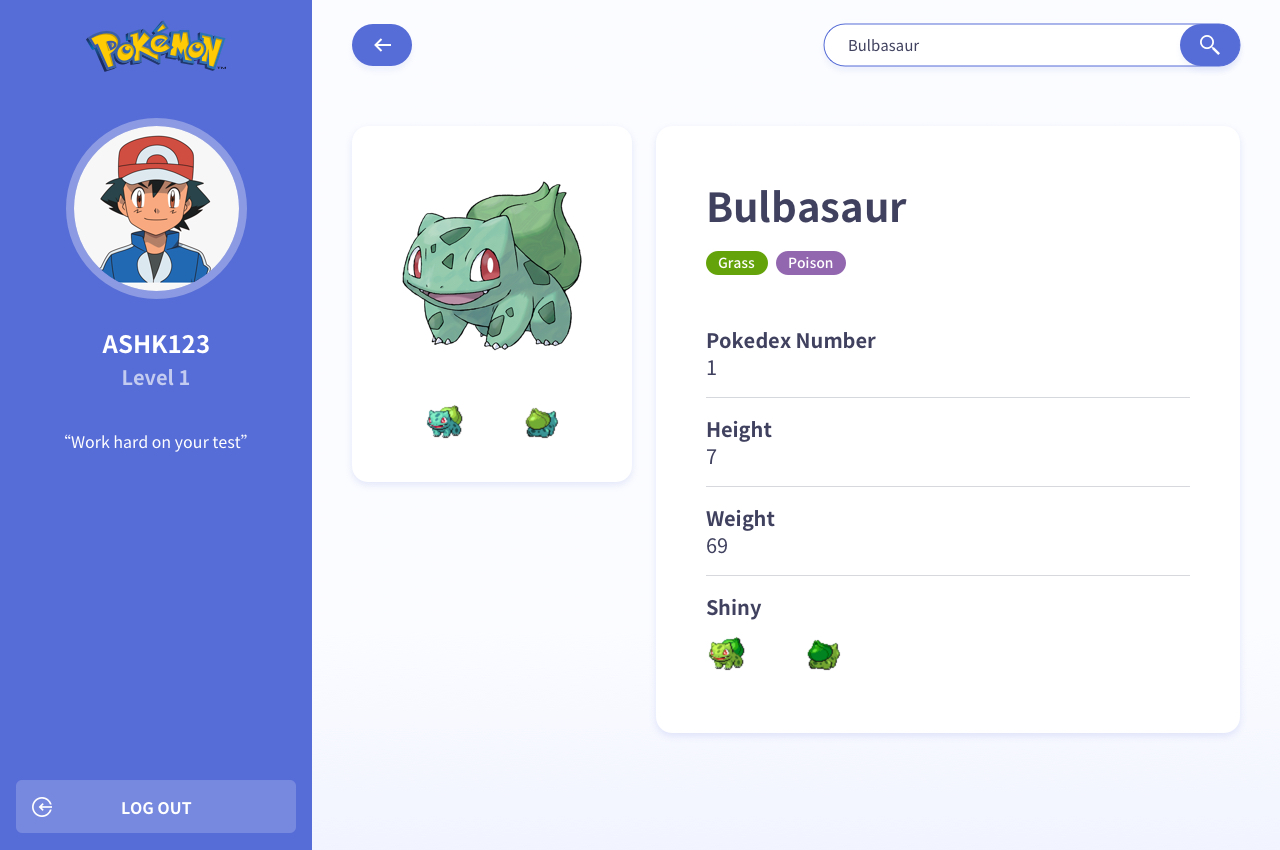 POKéMON™
ASHK123
Level 1
“Work hard on your test”
LOG OUT
Bulbasaur
Bulbasaur
Grass
Poison
Pokedex Number
1
Height
7
Weight
69
Shiny